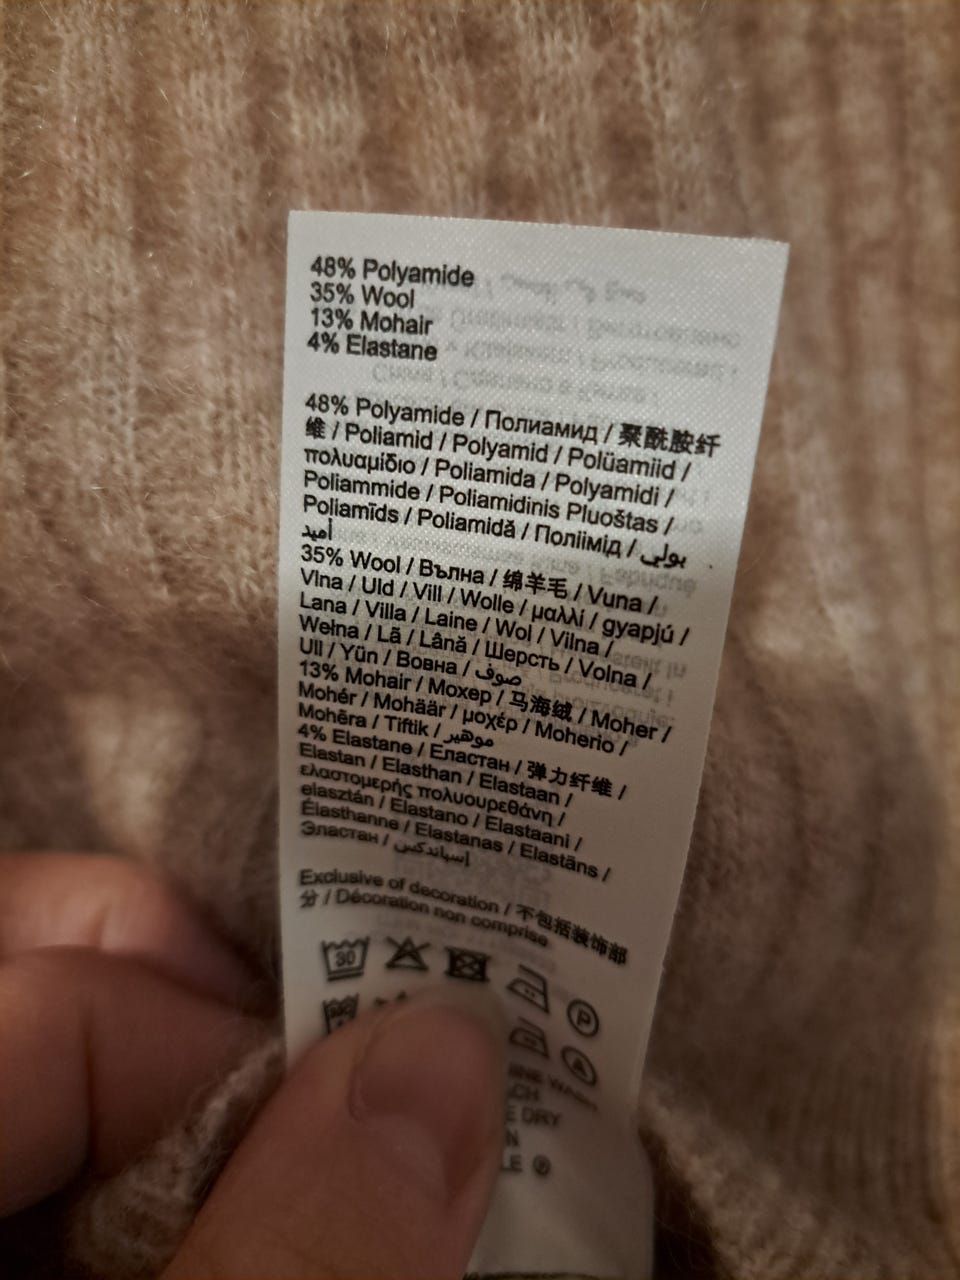 48% Polyamide
35% Wool
13% Mohair
4% Elastane
48% Polyamide / Полиамид / 聚酰胺纤
维 / Poliamid / Polyamid / Polüamiid /
πολυαμίδιο / Poliamida / Polyamidi /
Poliammide / Poliamidinis Pluoštas /
Poliamīds / Poliamidă / Поліімід / بولي
أميد
35% Wool / Вълна / 绵羊毛 / Vuna /
Vlna / Uld / Vill / Wolle / μαλλί / gyapjú /
Lana / Villa / Laine / Wol / Vilna /
Wełna / Lã / Lână / Шерсть / Volna /
Ull / Yün / Вовна / صوف
13% Mohair / Мохер / 马海绒 / Moher /
Mohér / Mohäär / μοχέρ / Moherio /
Mohēra / Tiftik / موهير
4% Elastane / Еластан / 弹力纤维 /
Elastan / Elasthan / Elastaan /
ελαστομερής πολυουρεθάνη /
elasztán / Elastano / Elastaani /
Élasthanne / Elastanas / Elastāns /
Эластан / إسباندكس
Exclusive of decoration / 不包括装饰部
分 / Décoration non comprise
30
P
A
DRY